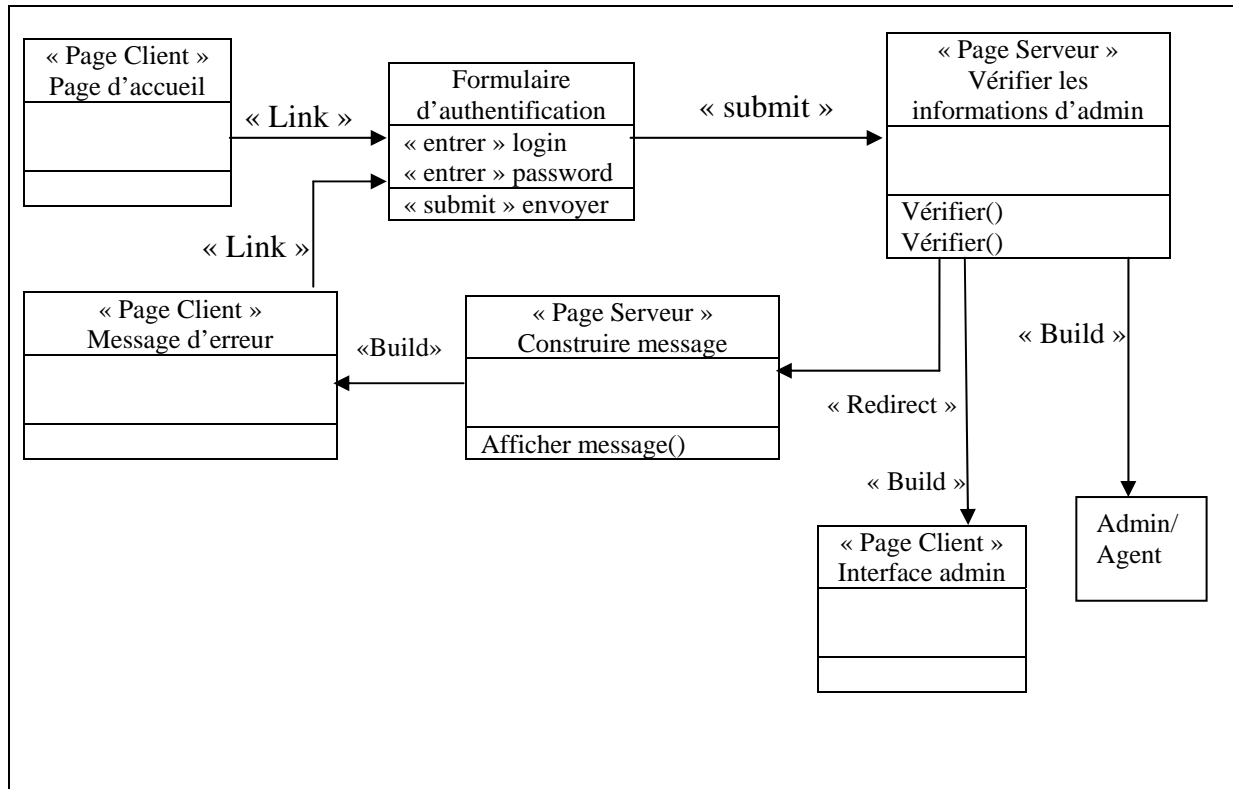 « Page Client »
Page d’accueil
« Link »
Formulaire
d’authentification
« entrer » login
« entrer » password
« submit » envoyer
« submit »
« Page Serveur »
Vérifier les
informations d’admin
Vérifier()
Vérifier()
« Link »
« Page Client »
Message d’erreur
«Build»
« Page Serveur »
Construire message
Afficher message()
« Redirect »
« Build »
« Build »
« Page Client »
Interface admin
Admin/
Agent